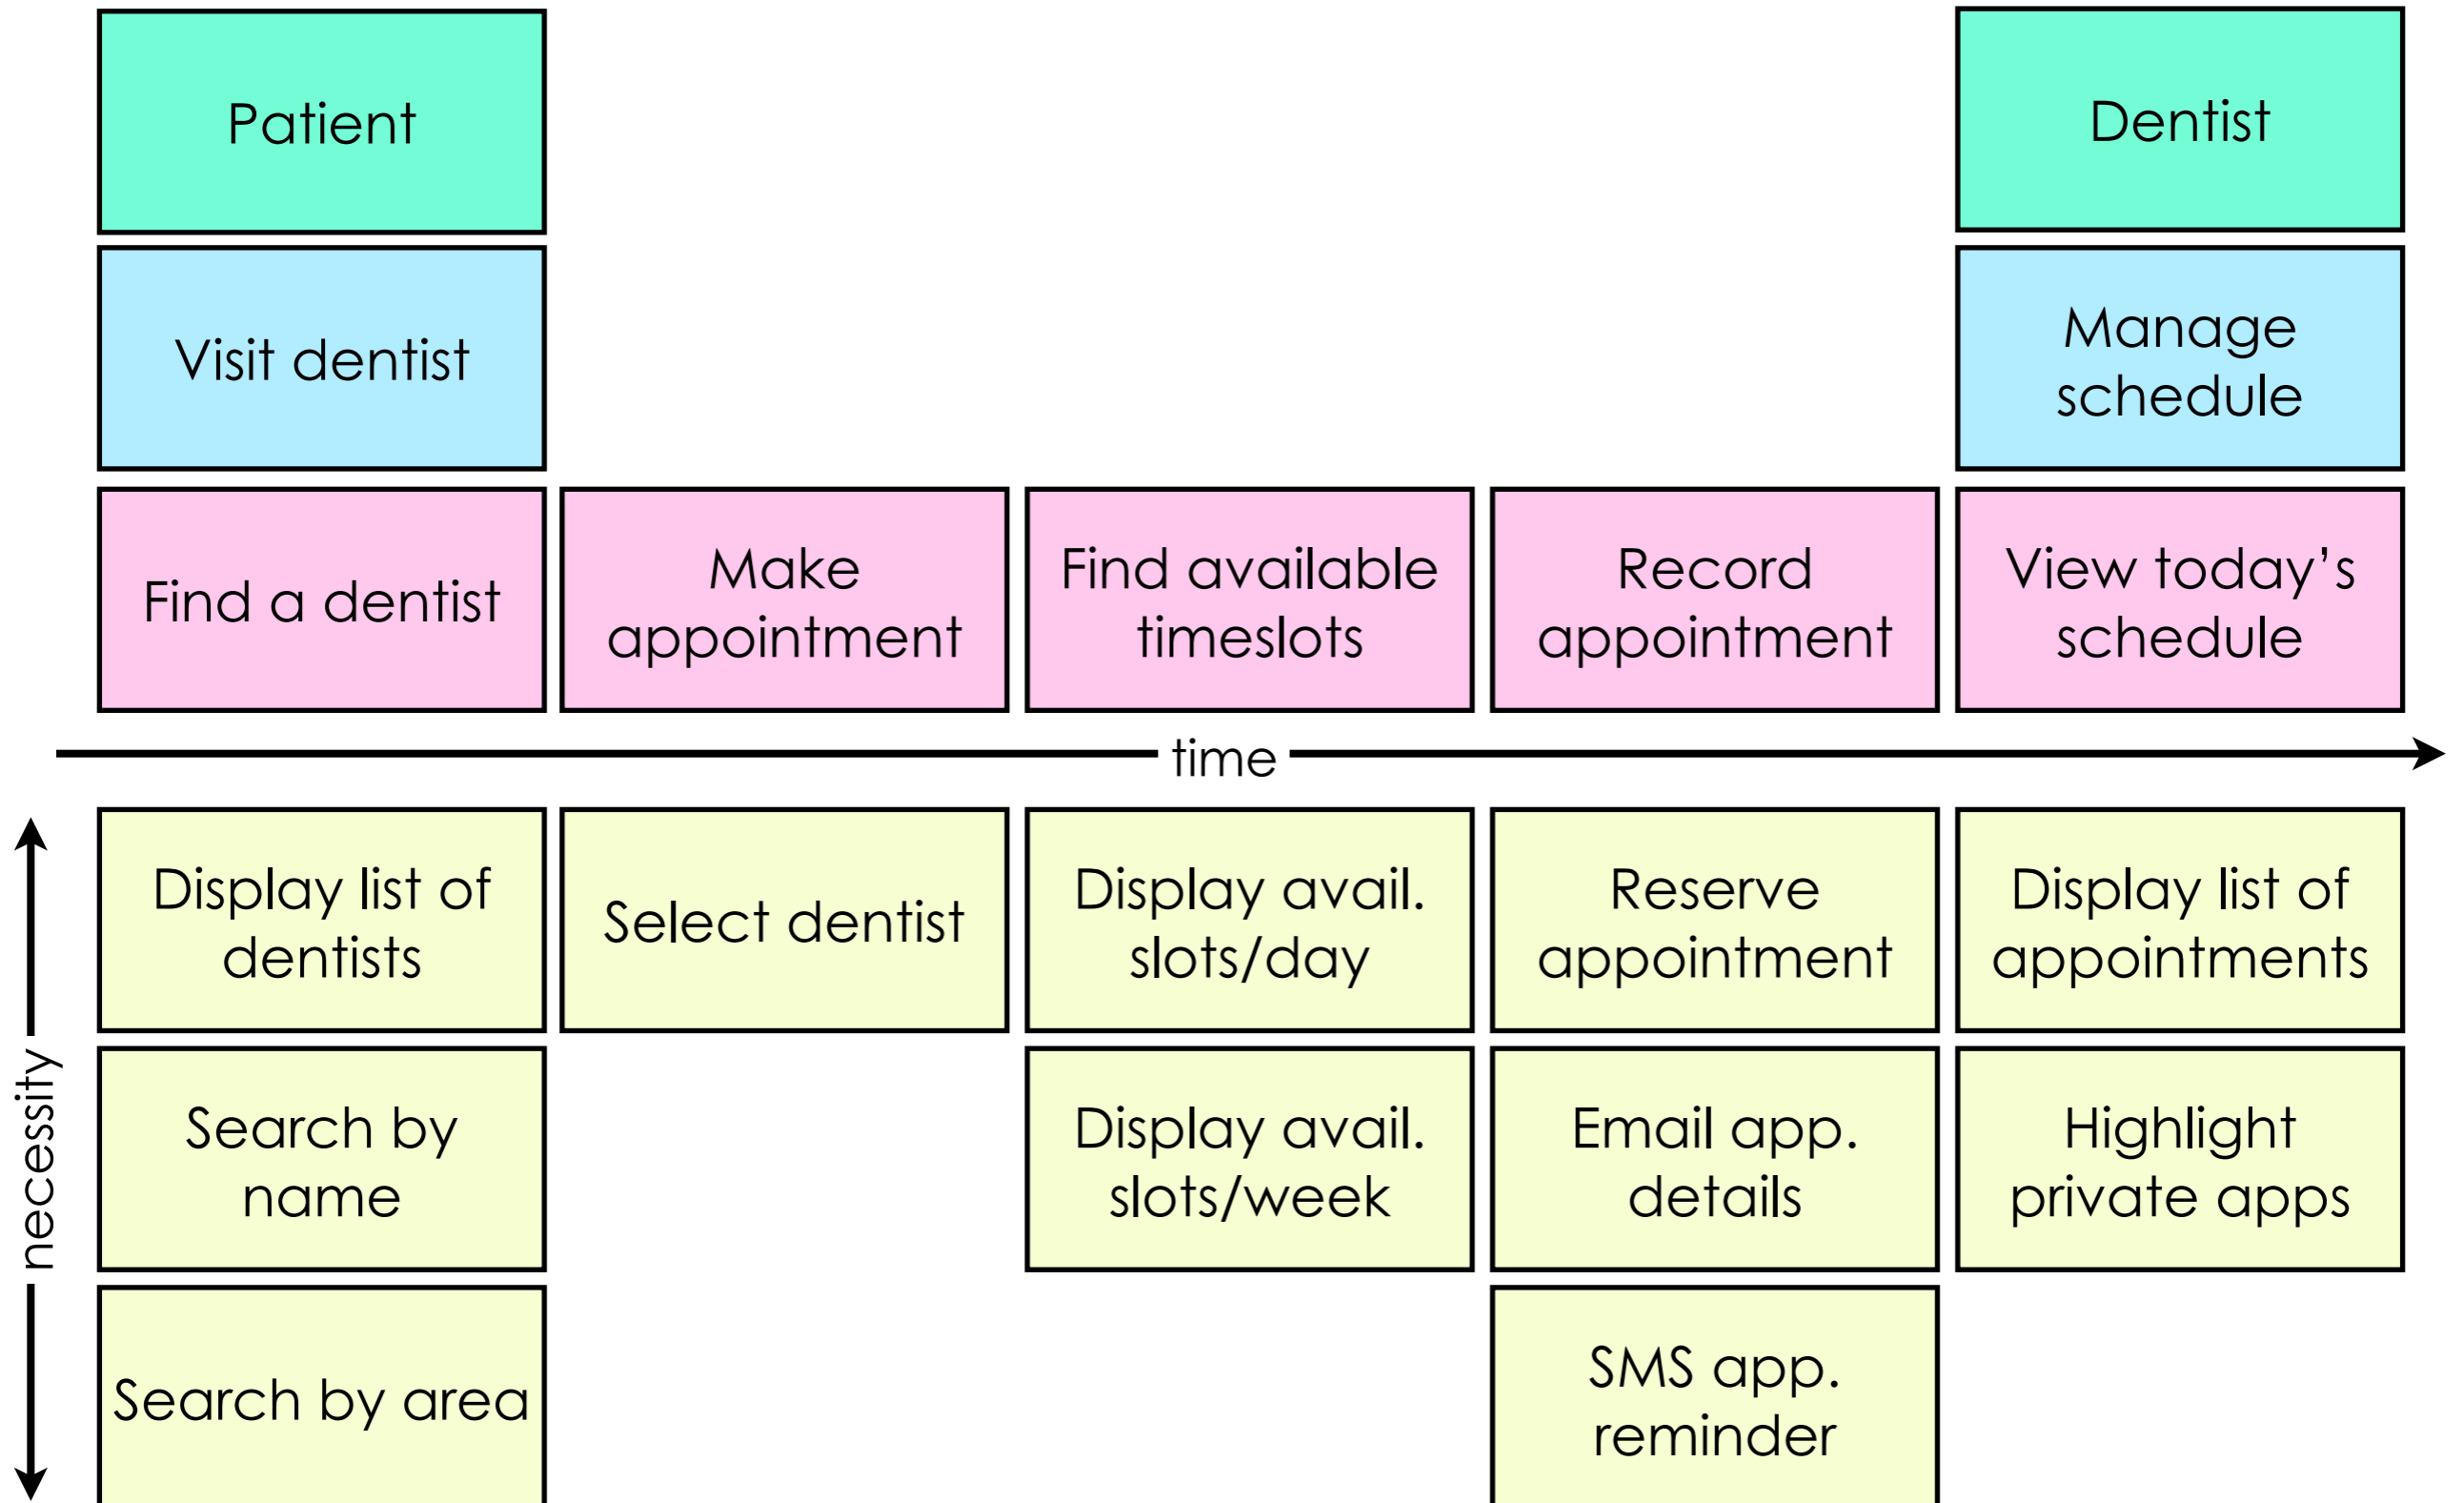 Patient
Dentist
Visit dentist
Manage
schedule
Find a dentist
Make
appointment
Find available
timeslots
Record
appointment
View today's
schedule
time
necessity
Display list of
dentists
Select dentist
Display avail.
slots/day
Reserve
appointment
Display list of
appointments
Search by
name
Display avail.
slots/week
Email app.
details
Highlight
private apps
Search by area
SMS app.
reminder